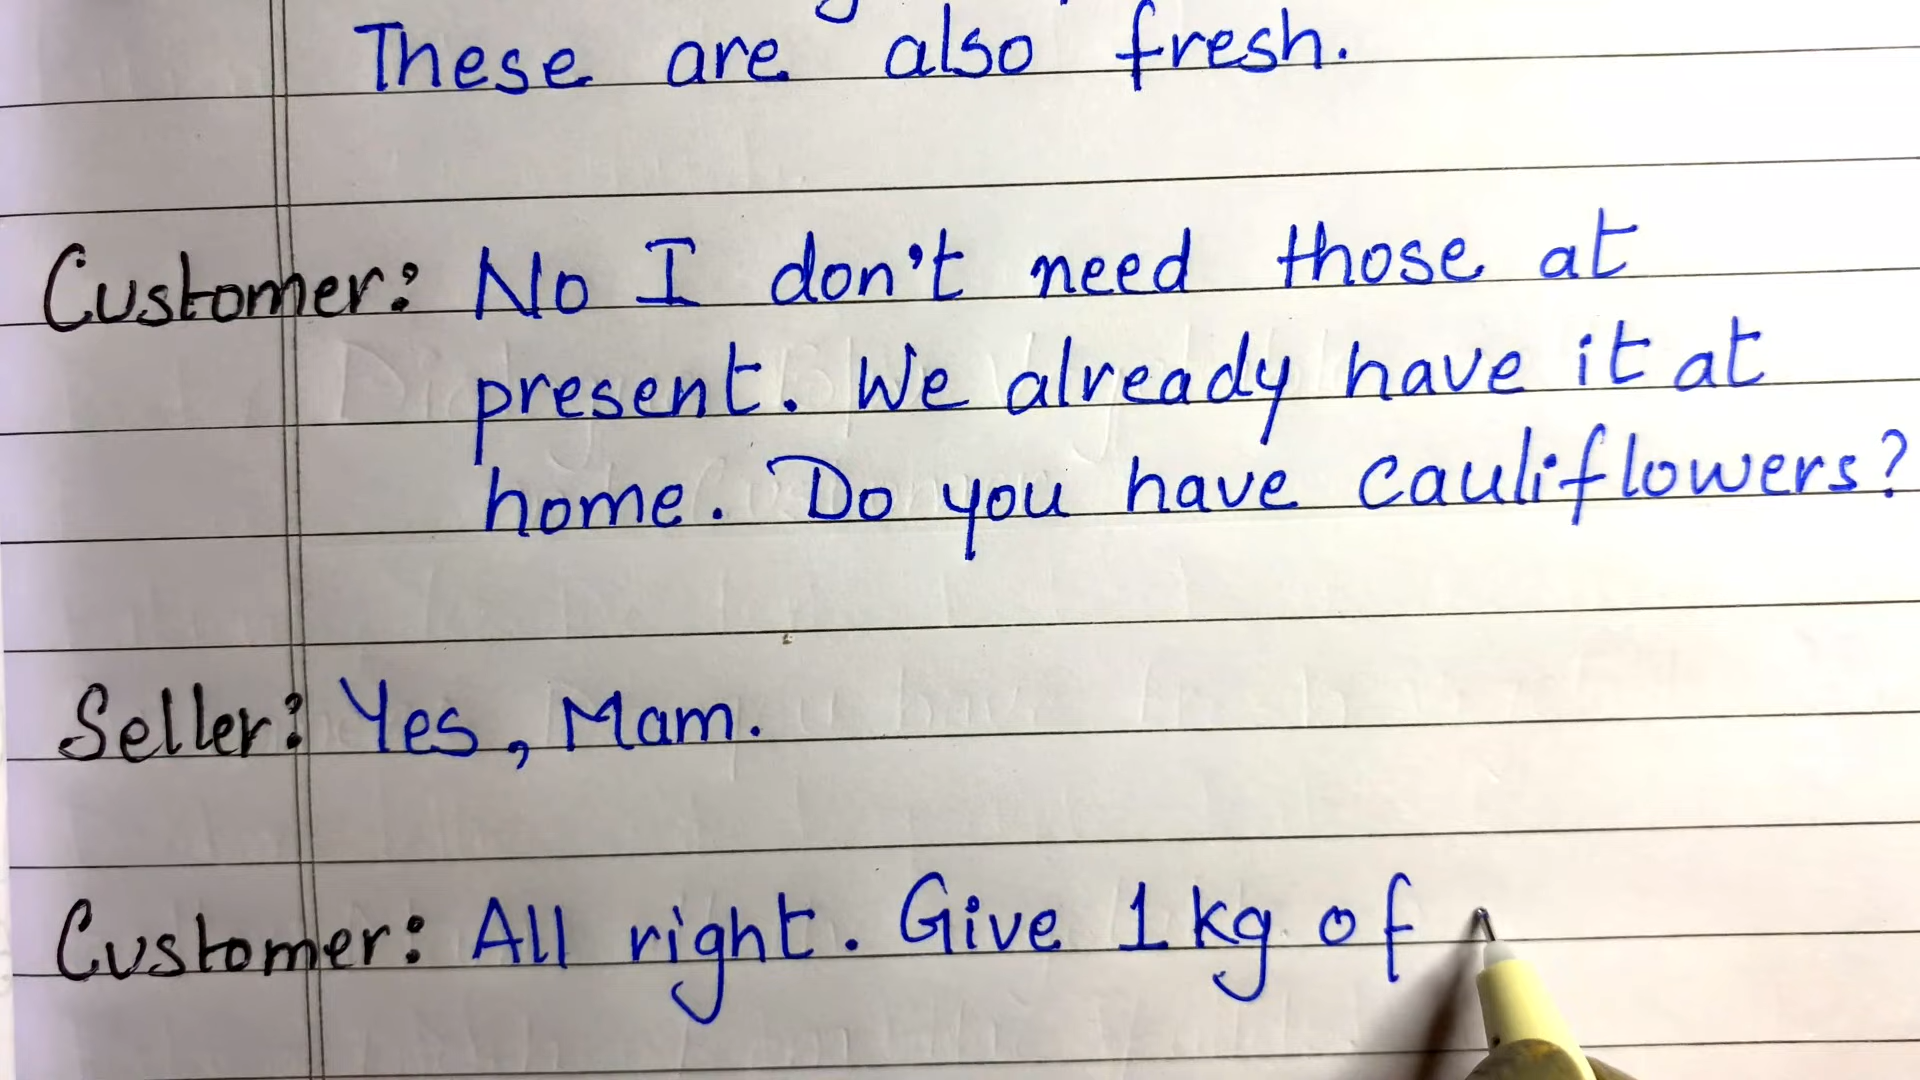 These are also fresh.
Customer: No I don't need those at
present. We already have it at
home. Do you have cauliflowers?
Seller: Yes, Mam.
Customer: All right. Give 1 kg of